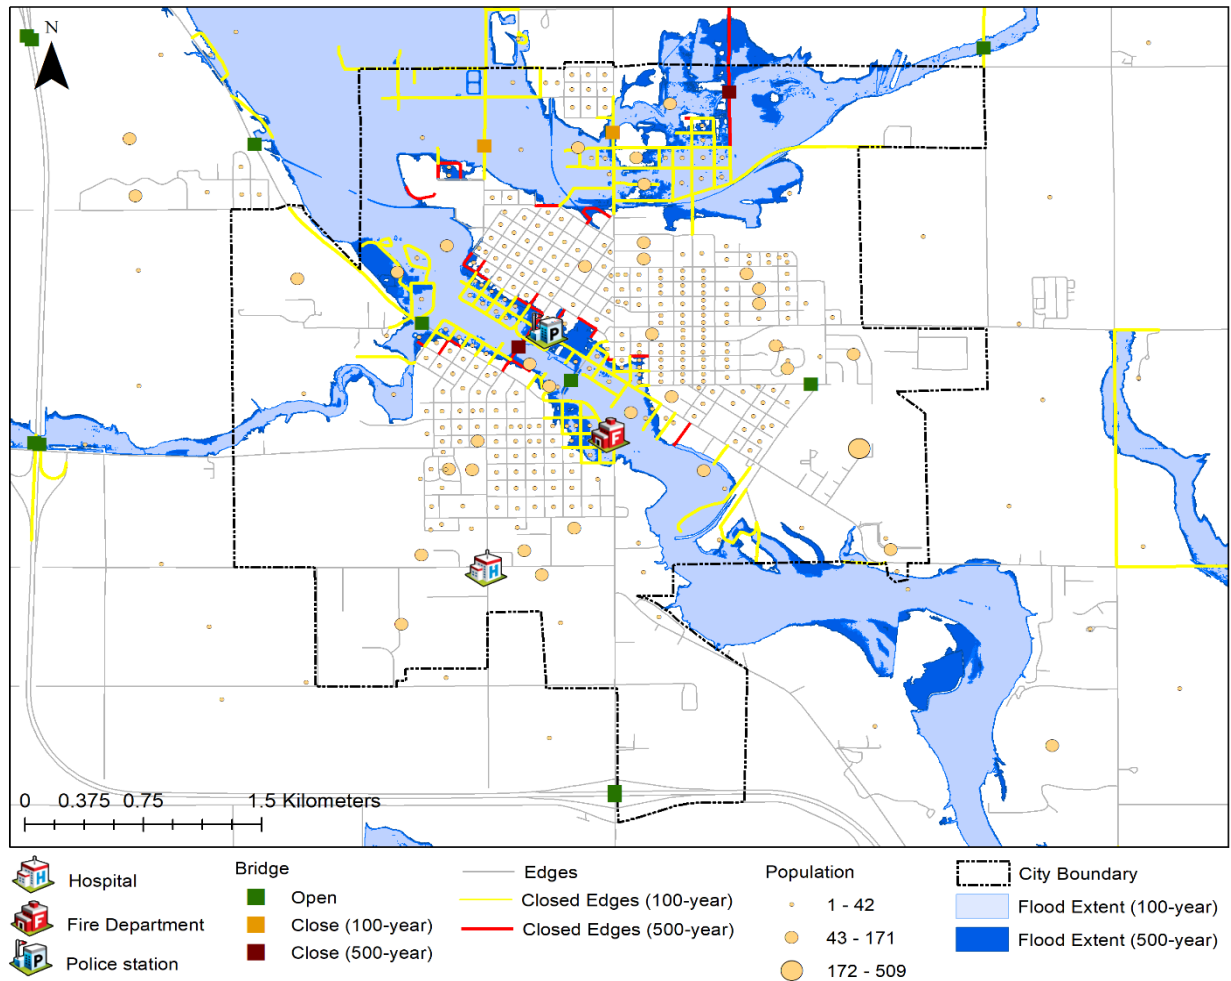 N
P
F
H
0 0.375 0.75 1.5 Kilometers
H Hospital
F Fire Department
P Police station
Bridge
Open
Close (100-year)
Close (500-year)
Edges
Closed Edges (100-year)
Closed Edges (500-year)
Population
1 - 42
43 - 171
172 - 509
City Boundary
Flood Extent (100-year)
Flood Extent (500-year)